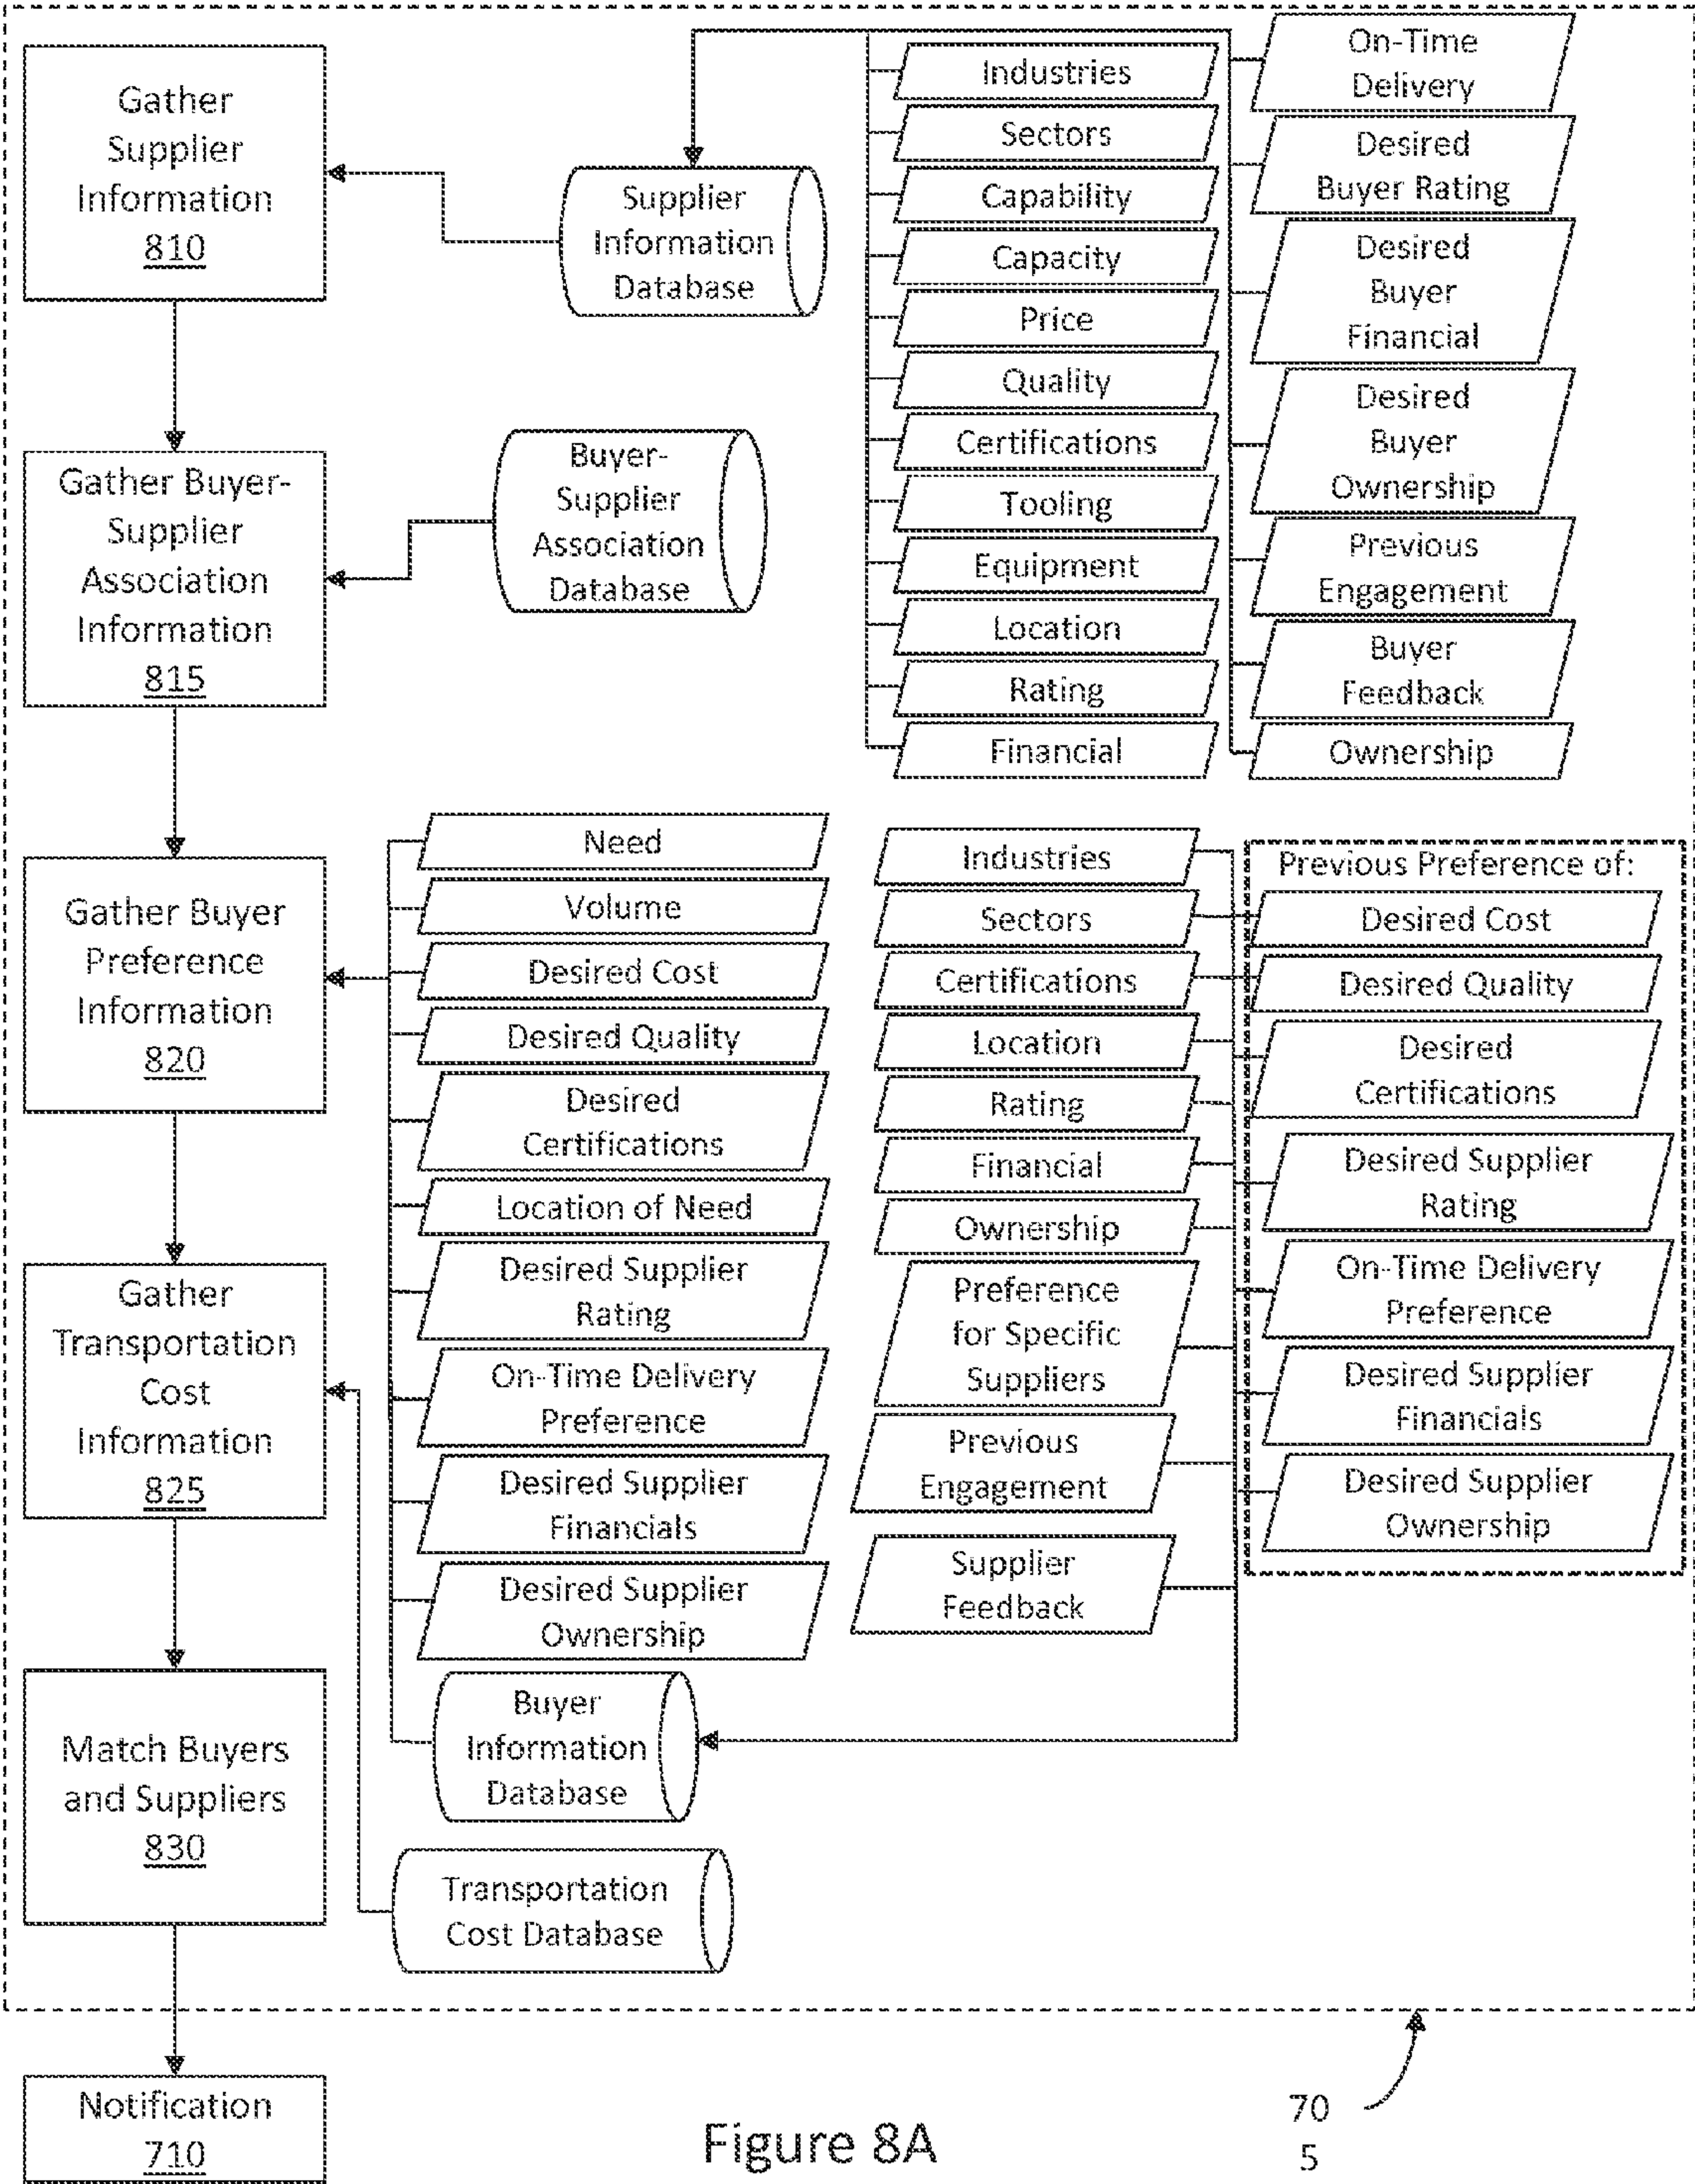 Gather
Supplier
Information
810
Supplier
Information
Database
Industries
Sectors
Capability
Capacity
Price
Quality
Certifications
Tooling
Equipment
Location
Rating
Financial
On-Time
Delivery
Desired
Buyer Rating
Desired
Buyer
Financial
Desired
Buyer
Ownership
Previous
Engagement
Buyer
Feedback
Ownership
Gather Buyer-
Supplier
Association
Information
815
Buyer-
Supplier
Association
Database
Gather Buyer
Preference
Information
820
Need
Volume
Desired Cost
Desired Quality
Desired
Certifications
Location of Need
Desired Supplier
Rating
On-Time Delivery
Preference
Desired Supplier
Financials
Desired Supplier
Ownership
Buyer
Information
Database
Industries
Sectors
Certifications
Location
Rating
Financial
Ownership
Preference
for Specific
Suppliers
Previous
Engagement
Supplier
Feedback
Previous Preference of:
Desired Cost
Desired Quality
Desired
Certifications
Desired Supplier
Rating
On-Time Delivery
Preference
Desired Supplier
Financials
Desired Supplier
Ownership
Gather
Transportation
Cost
Information
825
Transportation
Cost Database
Match Buyers
and Suppliers
830
Notification
710
Figure 8A
70
5